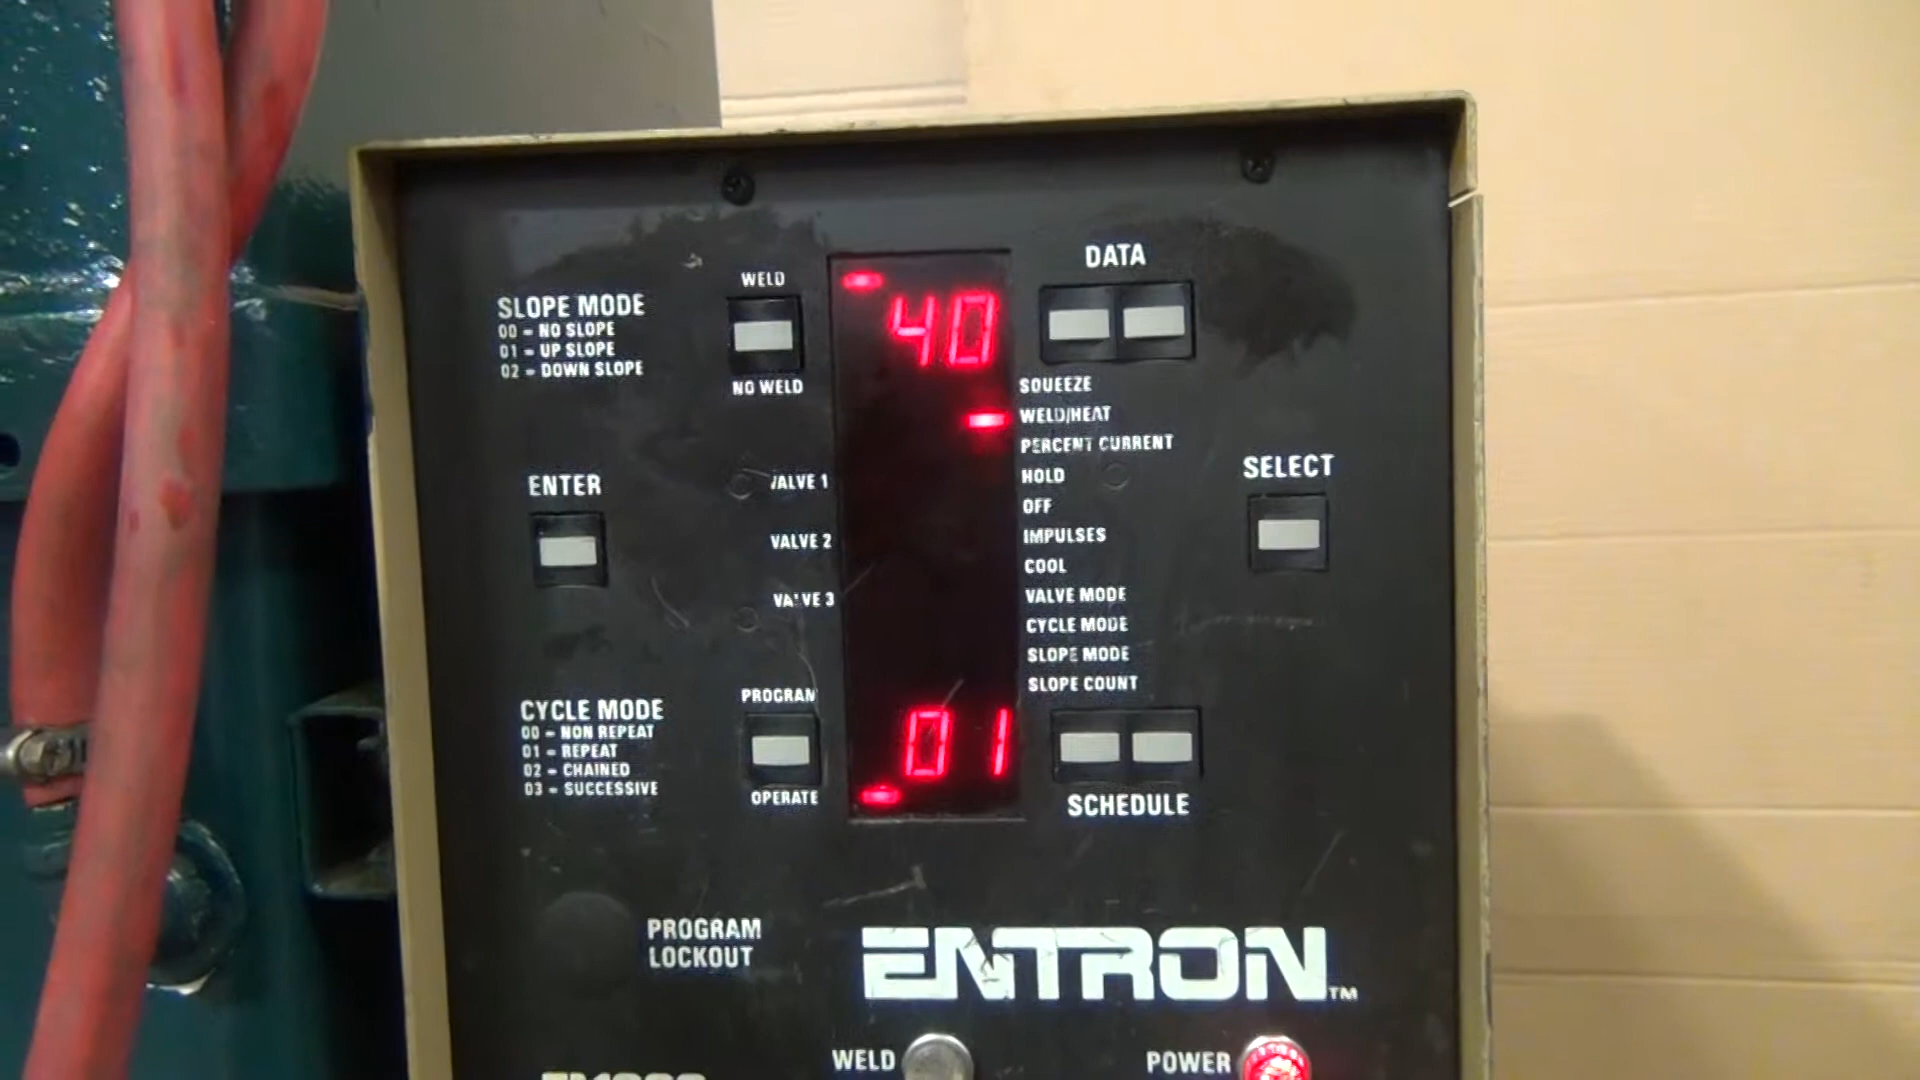 DATA
WELD
40
SLOPE MODE
00 - NO SLOPE
01 - UP SLOPE
02 - DOWN SLOPE
NO WELD
SQUEEZE
WELD/HEAT
PERCENT CURRENT
HOLD
OFF
IMPULSES
COOL
VALVE MODE
CYCLE MODE
SLOPE MODE
SLOPE COUNT
SELECT
ENTER
VALVE 1
VALVE 2
VALVE 3
PROGRAM
01
OPERATE
CYCLE MODE
00 - NON REPEAT
01 - REPEAT
02 - CHAINED
03 - SUCCESSIVE
SCHEDULE
PROGRAM
LOCKOUT
ENTRON TM
WELD
POWER